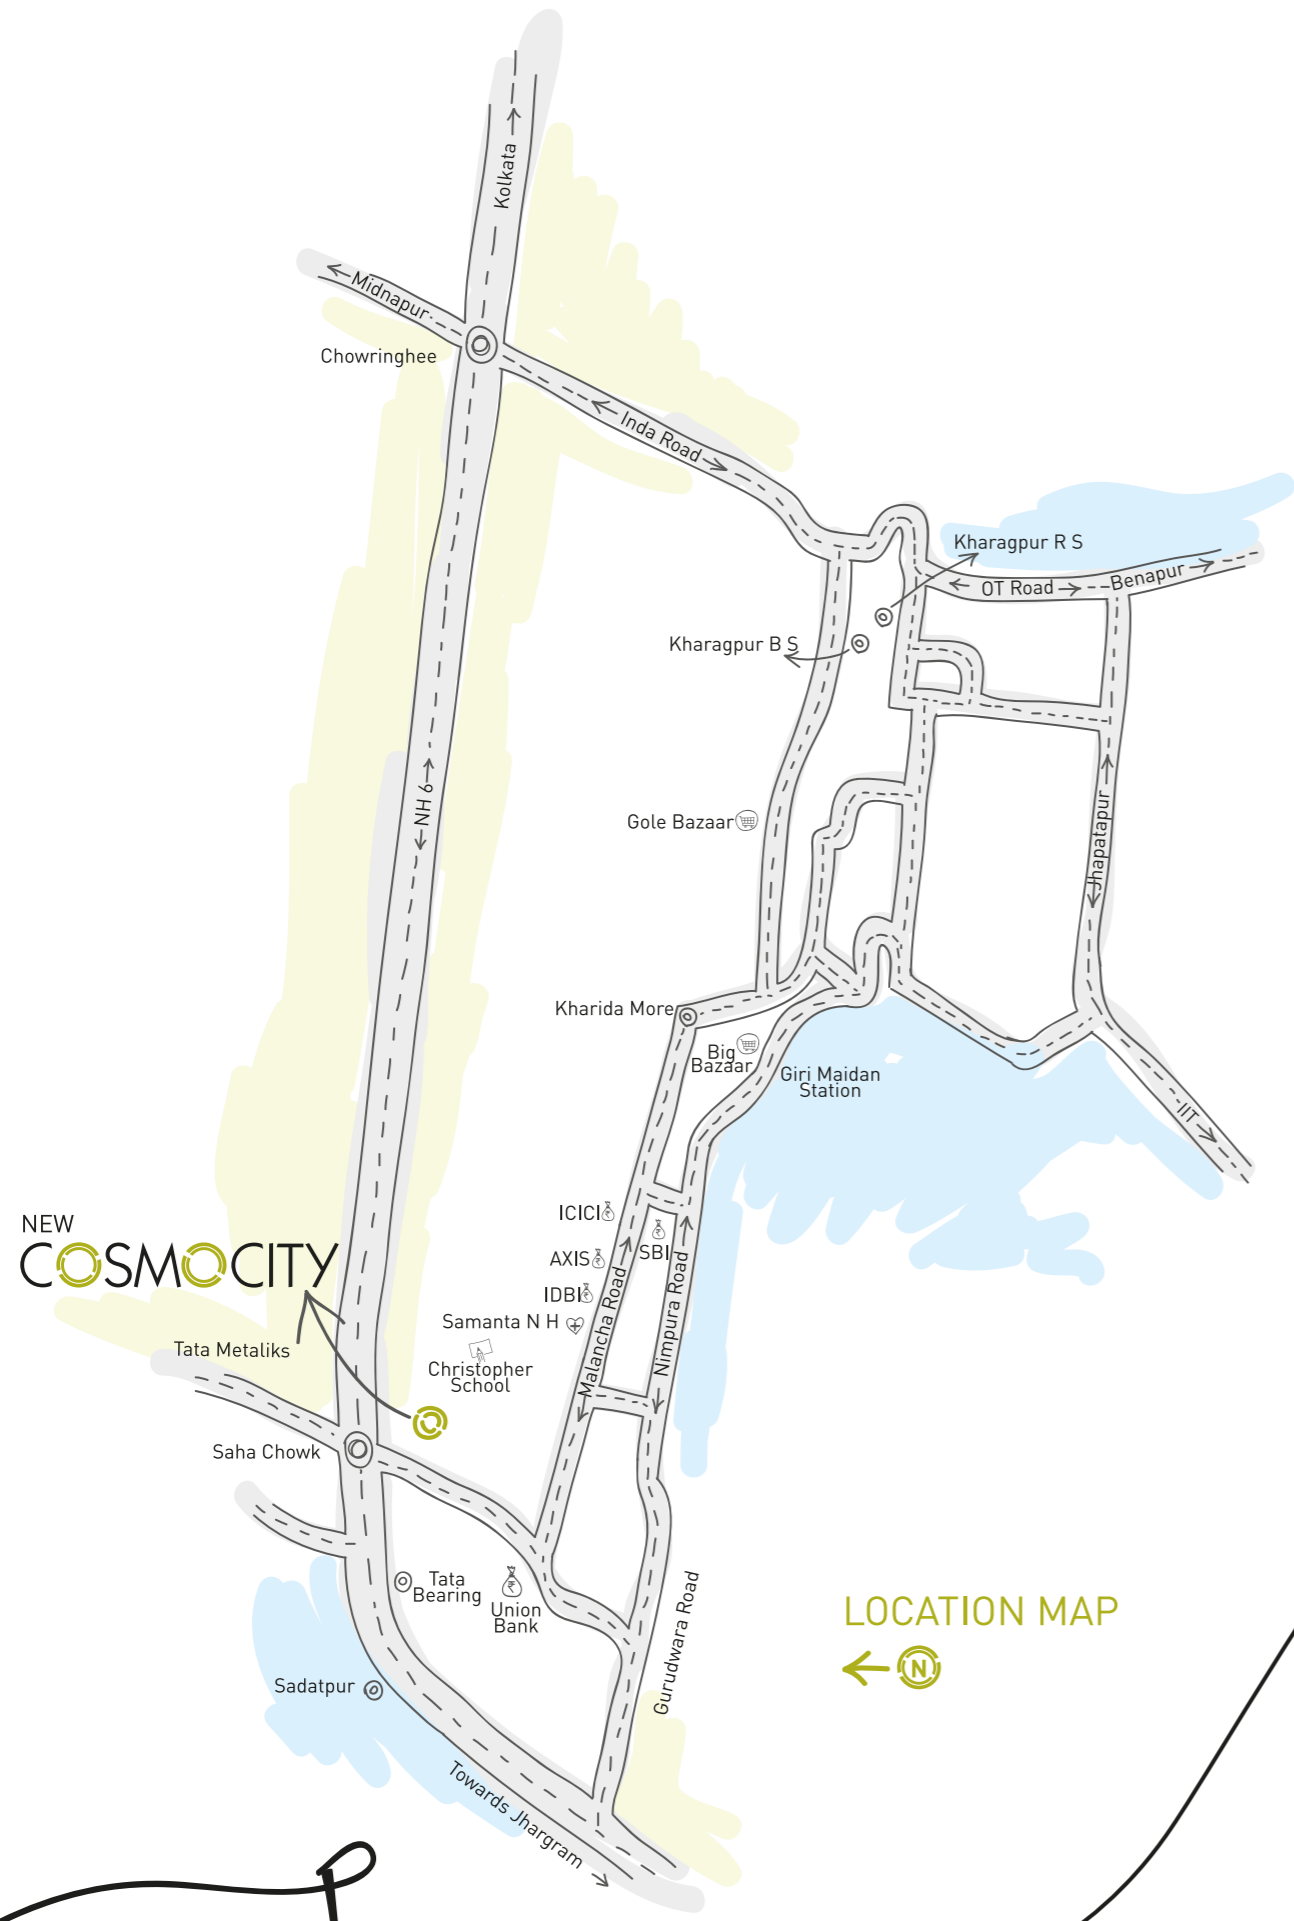 Kolkata
Midnapur
Chowringhee
Inda Road
Kharagpur R S
OT Road
Benapur
Kharagpur B S
NH 6
Gole Bazaar
Jhapatapur
Kharida More
Big
Bazaar
Giri Maidan
Station
IIT
ICICI
AXIS
SBI
IDBI
Samanta N H
Malancha Road
Nimpura Road
Christopher
School
NEW
COSMOCITY
Tata Metaliks
Saha Chowk
Tata
Bearing
Union
Bank
Gurudwara Road
Sadatpur
Towards Jhargram
LOCATION MAP
N